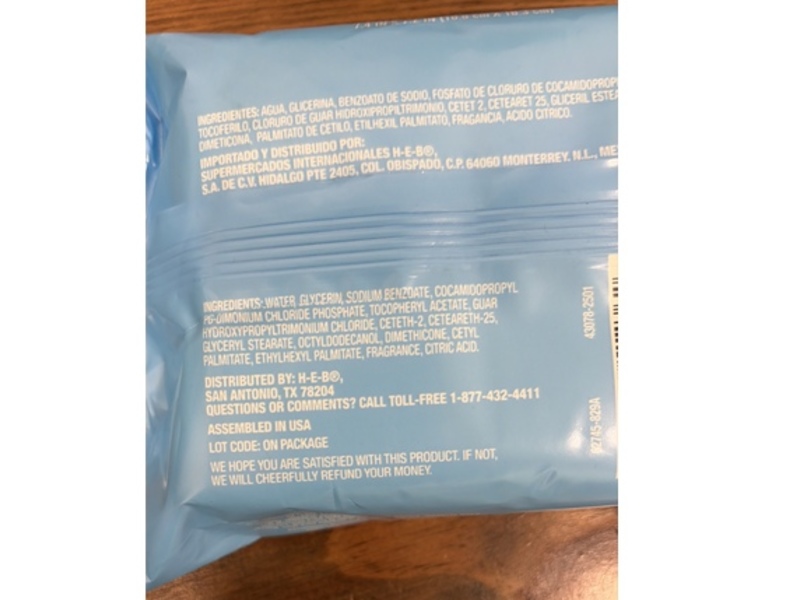 INGREDIENTES: AGUA, GLICERINA, BENZOATO DE SODIO, FOSFATO DE CLORURO DE COCAMIDOPROPI
TOCOFERILO, CLORURO DE GUAR HIDROXIPROPILTRIMONIO, CETET 2, CETEARET 25, GLICERIL ESTEA
DIMETICONA, PALMITATO DE CETILO, ETILHEXIL PALMITATO, FRAGANCIA, ACIDO CITRICO.
IMPORTADO Y DISTRIBUIDO POR:
SUPERMERCADOS INTERNACIONALES H-E-B®,
S.A. DE C.V. HIDALGO PTE 2405, COL. OBISPADO, C.P. 64060 MONTERREY, N.L., ME
INGREDIENTS: WATER, GLYCERIN, SODIUM BENZOATE, COCAMIDOPROPYL
PG-DIMONIUM CHLORIDE PHOSPHATE, TOCOPHERYL ACETATE, GUAR
HYDROXYPROPYLTRIMONIUM CHLORIDE, CETETH-2, CETEARETH-25,
GLYCERYL STEARATE, OCTYLDODECANOL, DIMETHICONE, CETYL
PALMITATE, ETHYLHEXYL PALMITATE, FRAGRANCE, CITRIC ACID.
DISTRIBUTED BY: H-E-B®,
SAN ANTONIO, TX 78204
QUESTIONS OR COMMENTS? CALL TOLL-FREE 1-877-432-4411
ASSEMBLED IN USA
LOT CODE: ON PACKAGE
WE HOPE YOU ARE SATISFIED WITH THIS PRODUCT. IF NOT,
WE WILL CHEERFULLY REFUND YOUR MONEY.
43078-2501
92745-829A